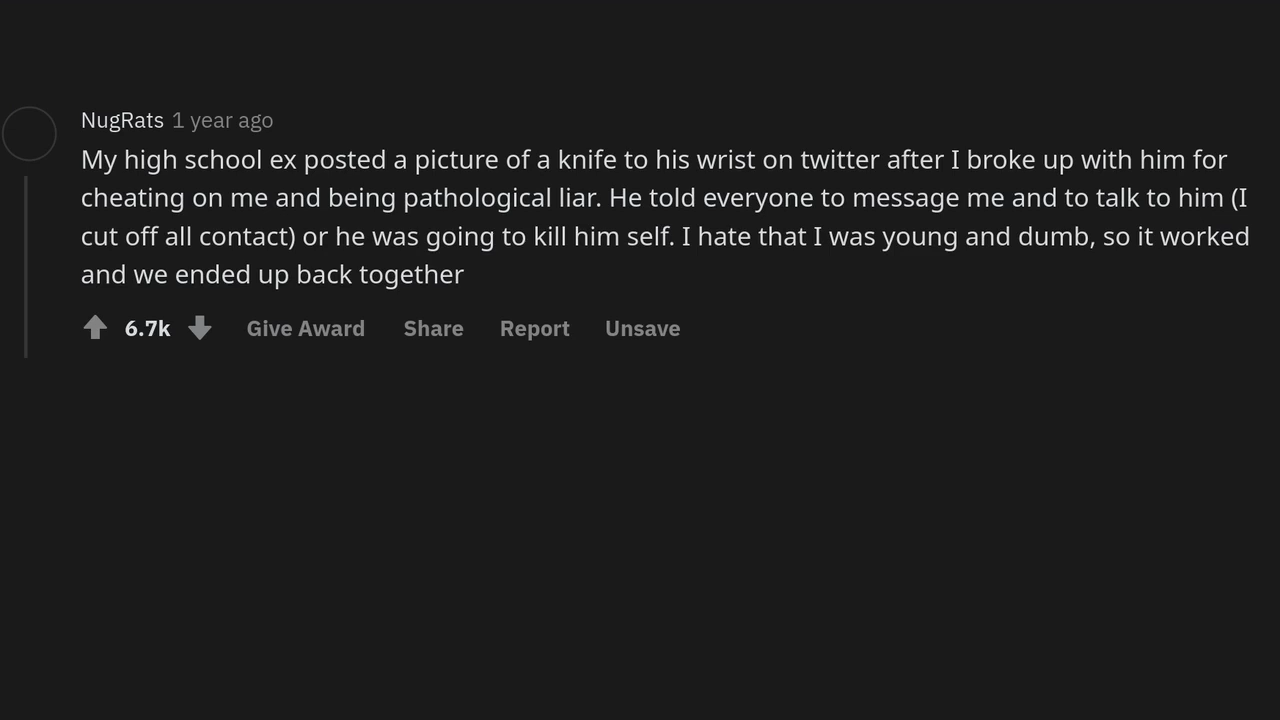 NugRats 1 year ago
My high school ex posted a picture of a knife to his wrist on twitter after I broke up with him for
cheating on me and being pathological liar. He told everyone to message me and to talk to him (I
cut off all contact) or he was going to kill him self. I hate that I was young and dumb, so it worked
and we ended up back together
6.7k Give Award Share Report Unsave